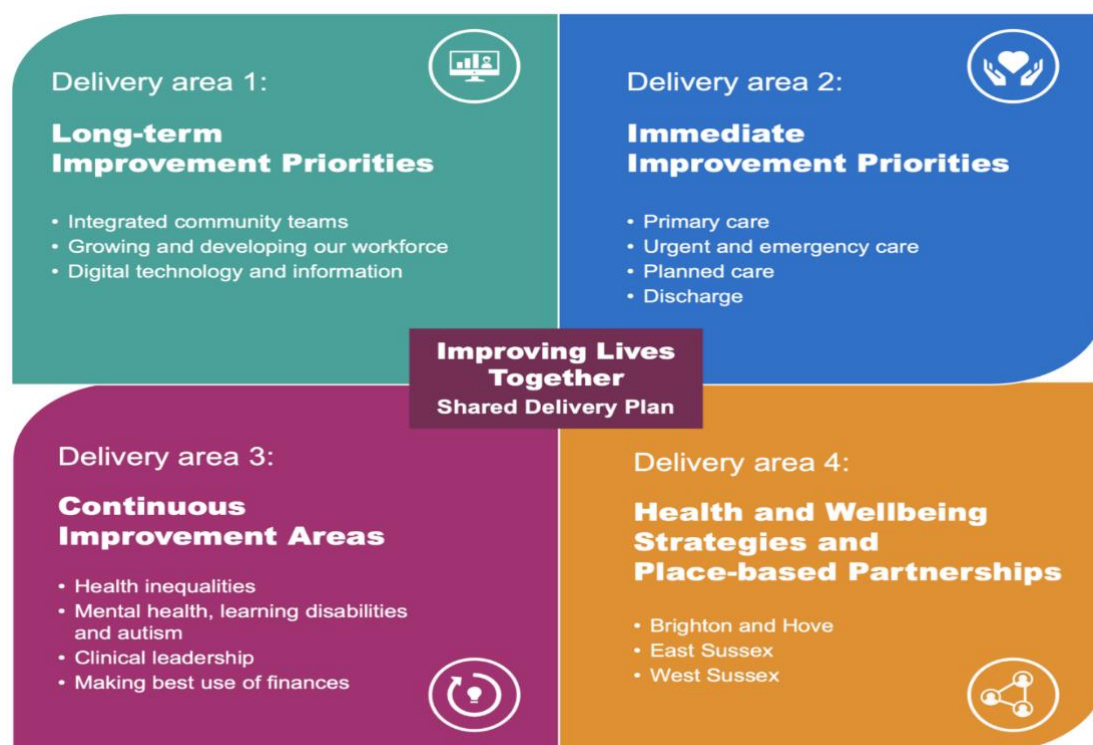 Delivery area 1:
Long-term
Improvement Priorities
• Integrated community teams
• Growing and developing our workforce
• Digital technology and information
Delivery area 2:
Immediate
Improvement Priorities
• Primary care
• Urgent and emergency care
• Planned care
• Discharge
Improving Lives
Together
Shared Delivery Plan
Delivery area 3:
Continuous
Improvement Areas
• Health inequalities
• Mental health, learning disabilities
and autism
• Clinical leadership
• Making best use of finances
Delivery area 4:
Health and Wellbeing
Strategies and
Place-based Partnerships
• Brighton and Hove
• East Sussex
• West Sussex